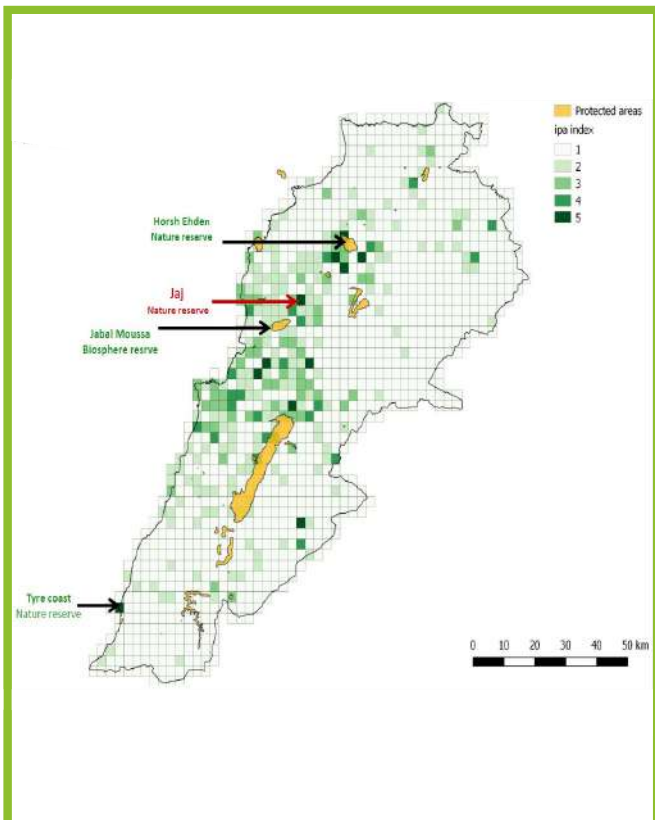 Protected areas
ipa index
1
2
3
4
5
Horsh Ehden
Nature reserve
Jaj
Nature reserve
Jabal Moussa
Biosphere resrve
Tyre coast
Nature reserve
0 10 20 30 40 50 km